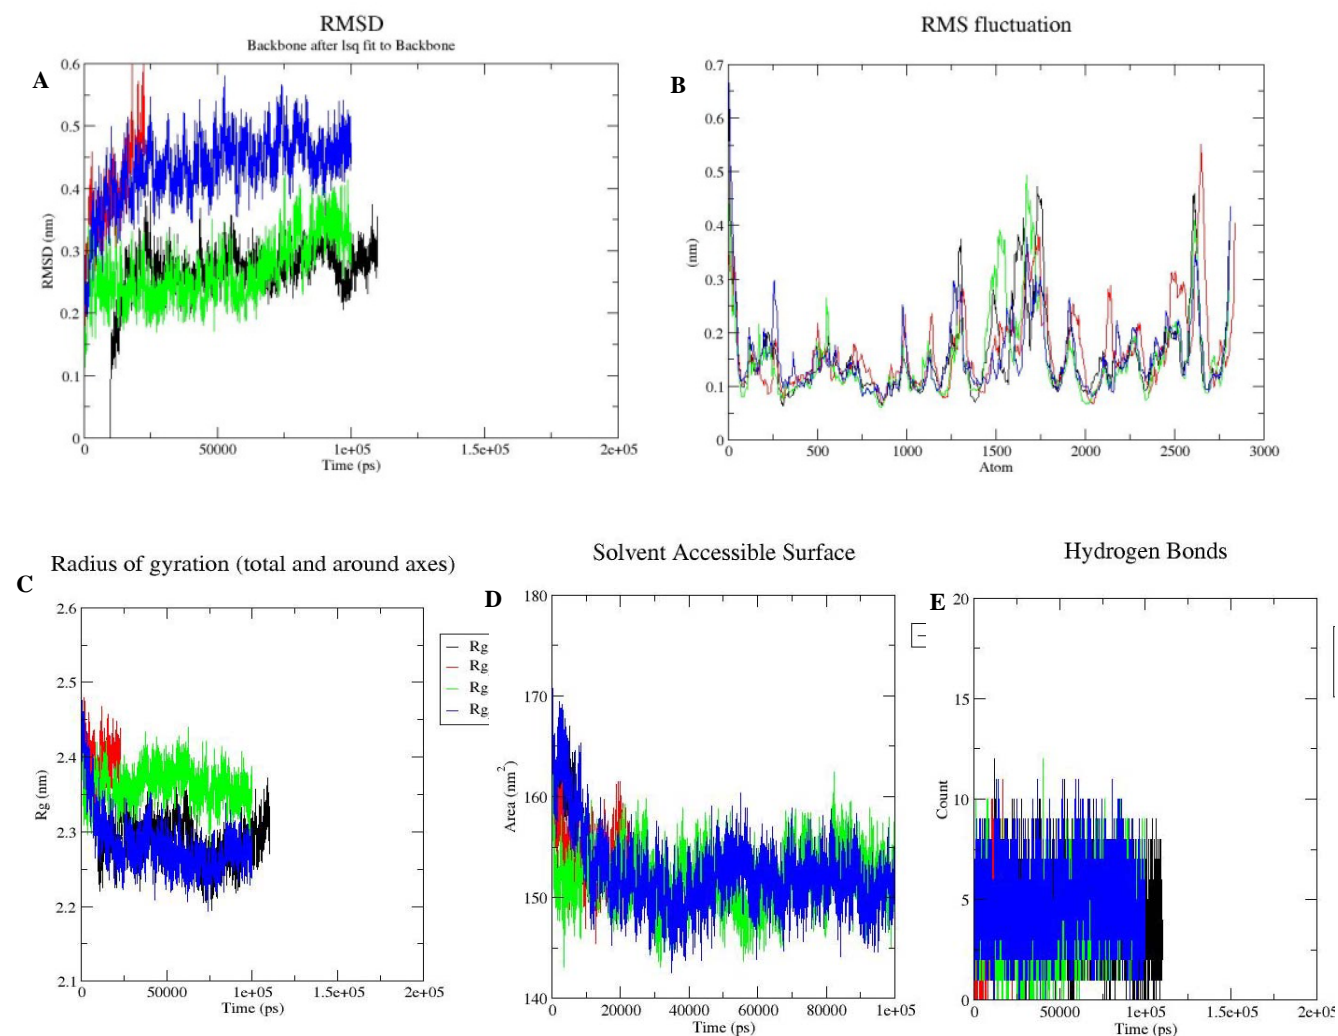 RMSD
Backbone after lsq fit to Backbone
A
0.6
0.5
0.4
0.3
0.2
0.1
0
RMSD (nm)
0
50000
1e+05
1.5e+05
2e+05
Time (ps)
RMS fluctuation
B
0.7
0.6
0.5
0.4
0.3
0.2
0.1
0
(nm)
0
500
1000
1500
2000
2500
3000
Atom
Radius of gyration (total and around axes)
C
2.6
2.5
2.4
2.3
2.2
2.1
Rg (nm)
0
50000
1e+05
1.5e+05
2e+05
Time (ps)
Rg
Rg
Rg
Rg
Solvent Accessible Surface
D
180
170
160
150
140
Area (nm²)
0
20000
40000
60000
80000
1e+05
Time (ps)
Hydrogen Bonds
E
20
15
10
5
0
Count
0
50000
1e+05
1.5e+05
2e+05
Time (ps)